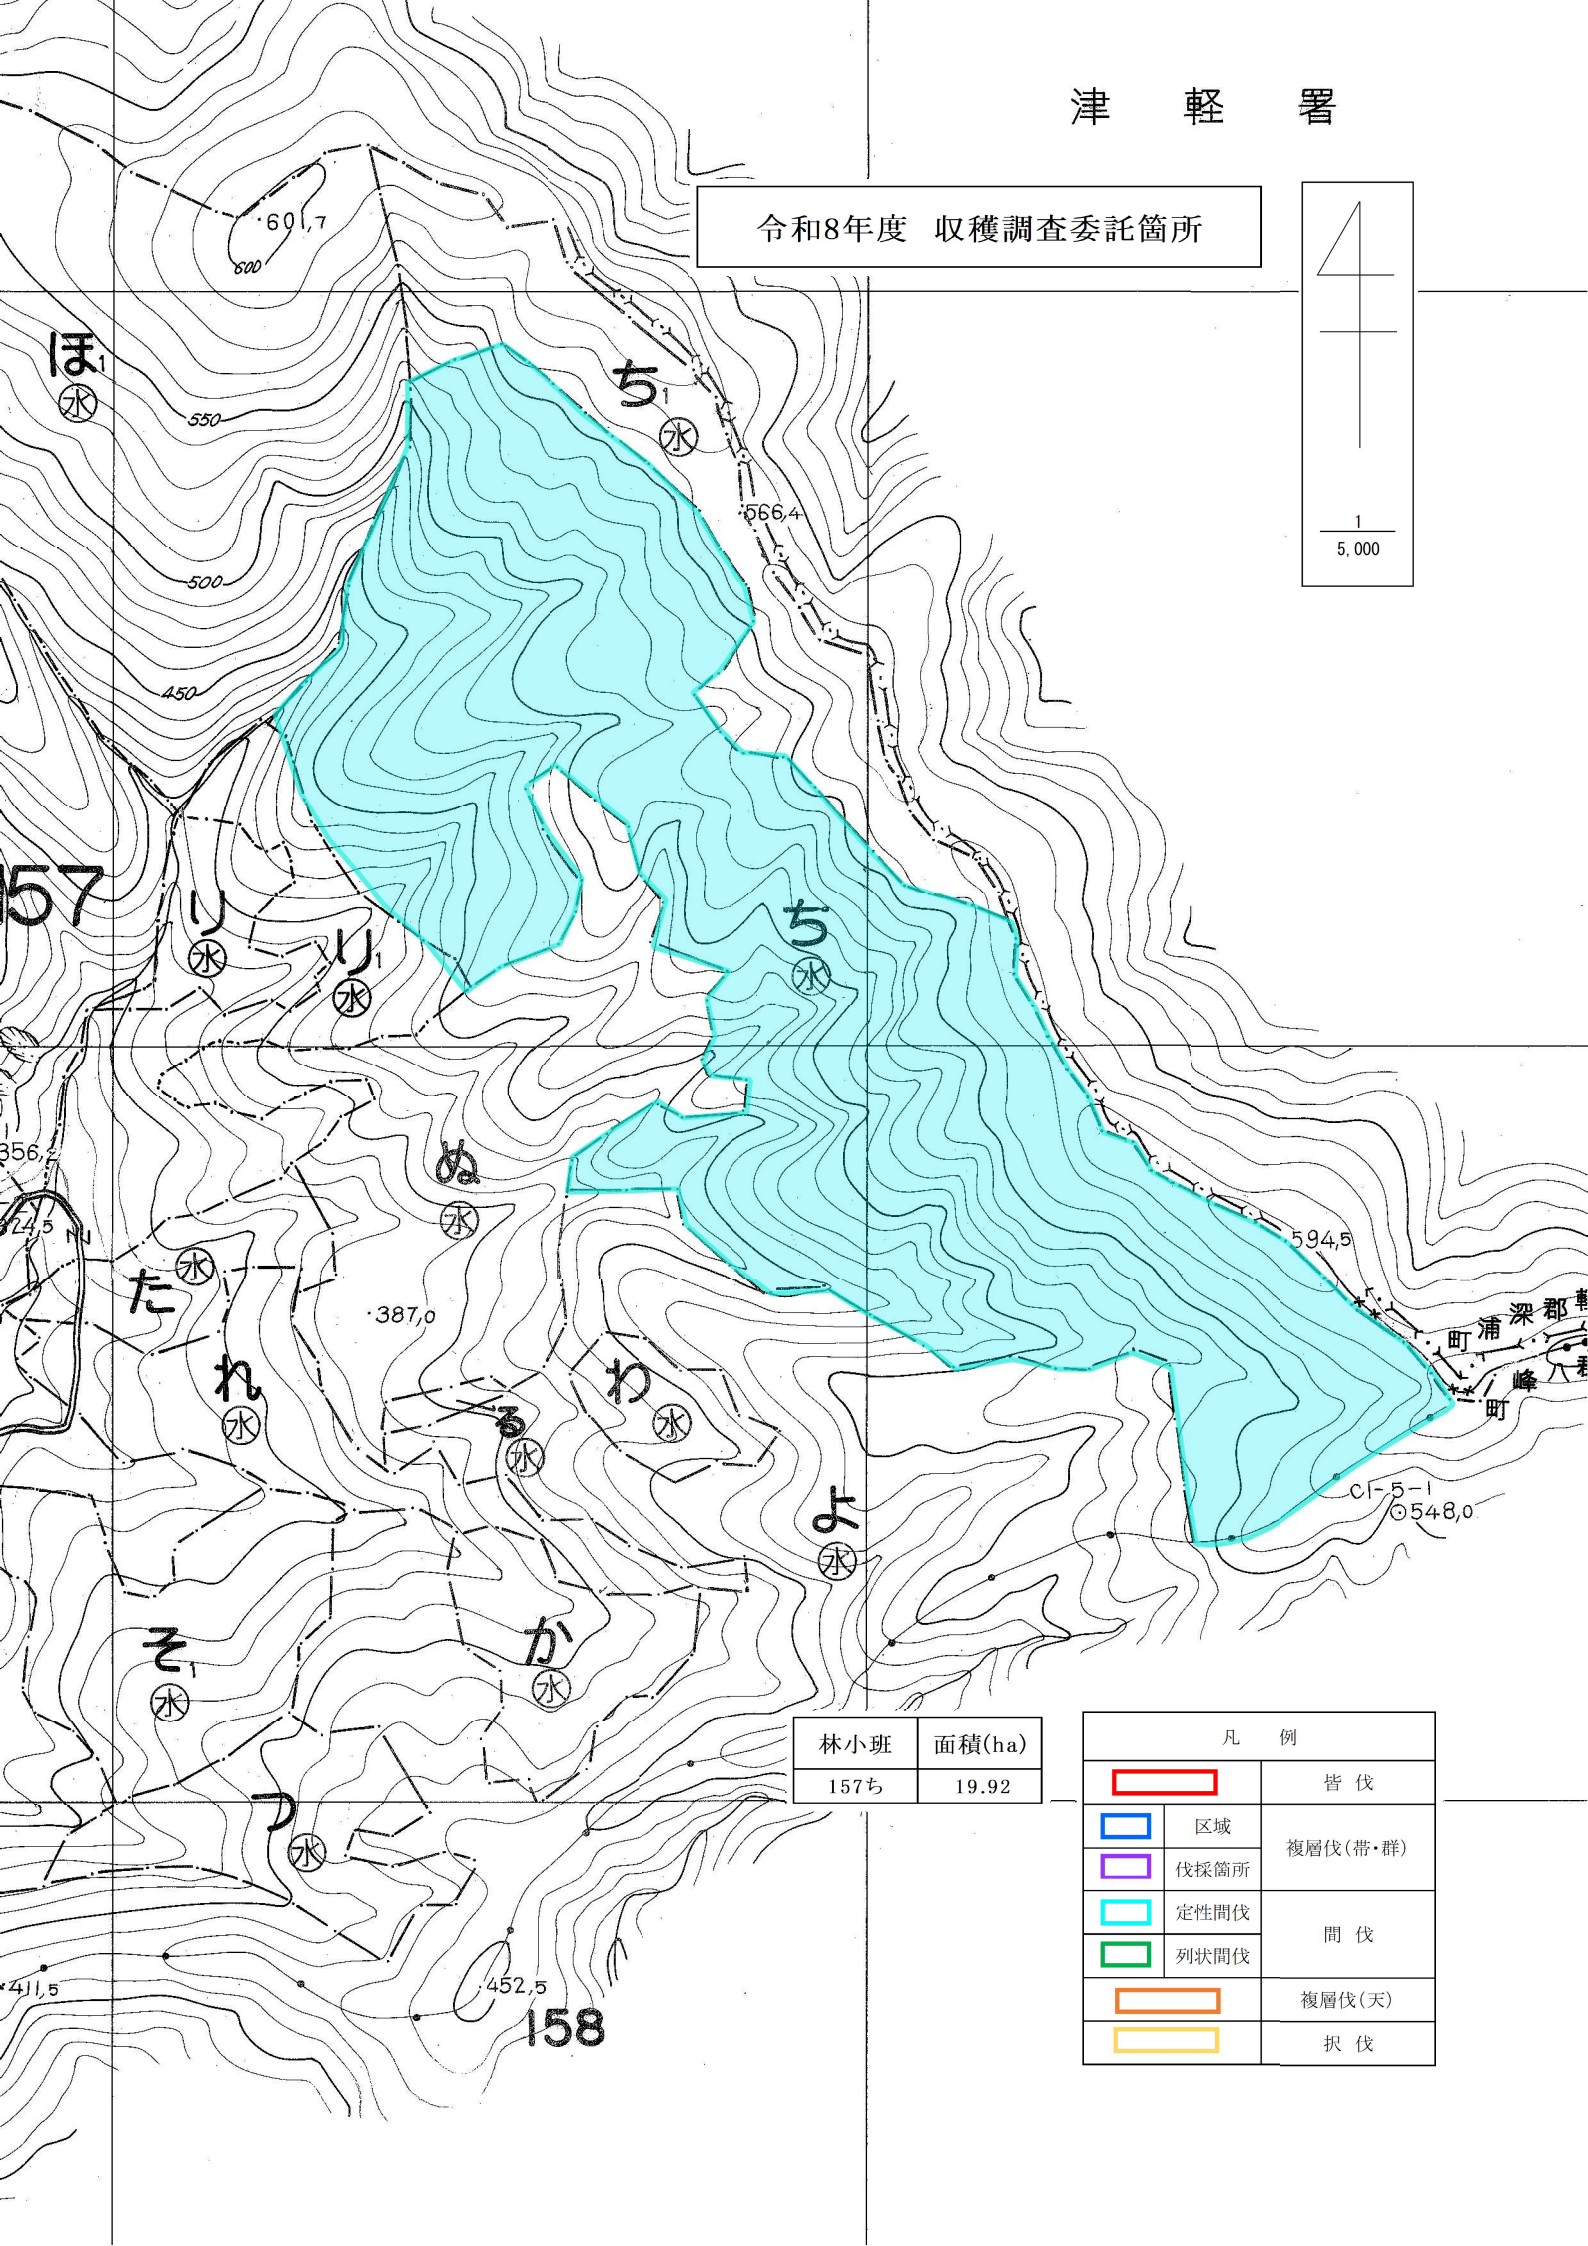 津 軽 署
令和8年度 収穫調査委託箇所
1
5,000
601,7
600
ほ1
水
550
ち1
水
566,4
500
450
157
り
水
り1
水
ち
水
ぬ
水
594,5
た
水
387,0
れ
水
る
水
わ
水
町 浦 深 郡
町 峰 八
CF-5-1
548,0
よ
水
そ1
水
か
水
つ
水
411,5
452,5
158
林小班 面積(ha)
157ち 19.92
凡 例
皆 伐
区域
複層伐(帯・群)
伐採箇所
定性間伐
間 伐
列状間伐
複層伐(天)
択 伐